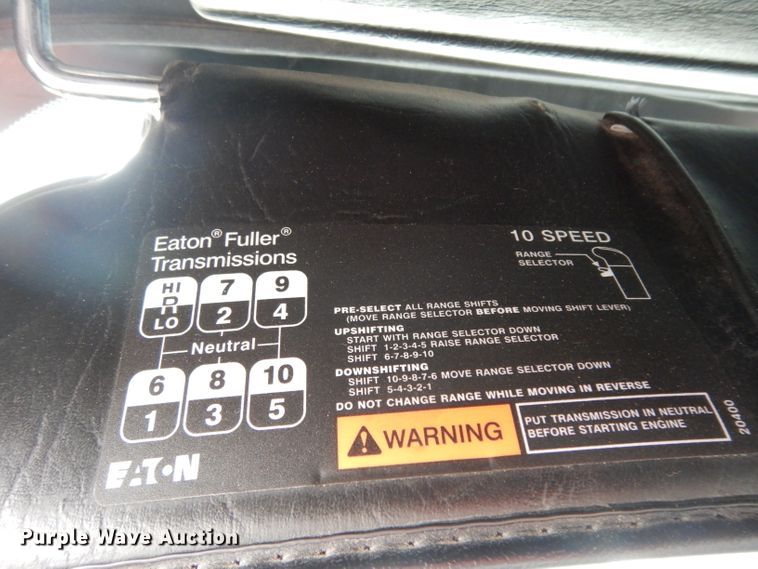 Eaton® Fuller®
Transmissions
10 SPEED
RANGE
SELECTOR
HI
R
LO
7
2
9
4
Neutral
6
1
8
3
10
5
PRE-SELECT ALL RANGE SHIFTS
(MOVE RANGE SELECTOR BEFORE MOVING SHIFT LEVER)
UPSHIFTING
START WITH RANGE SELECTOR DOWN
SHIFT 1-2-3-4-5 RAISE RANGE SELECTOR
SHIFT 6-7-8-9-10
DOWNSHIFTING
SHIFT 10-9-8-7-6 MOVE RANGE SELECTOR DOWN
SHIFT 5-4-3-2-1
DO NOT CHANGE RANGE WHILE MOVING IN REVERSE
WARNING
PUT TRANSMISSION IN NEUTRAL
BEFORE STARTING ENGINE
20400
EATON
Purple Wave Auction